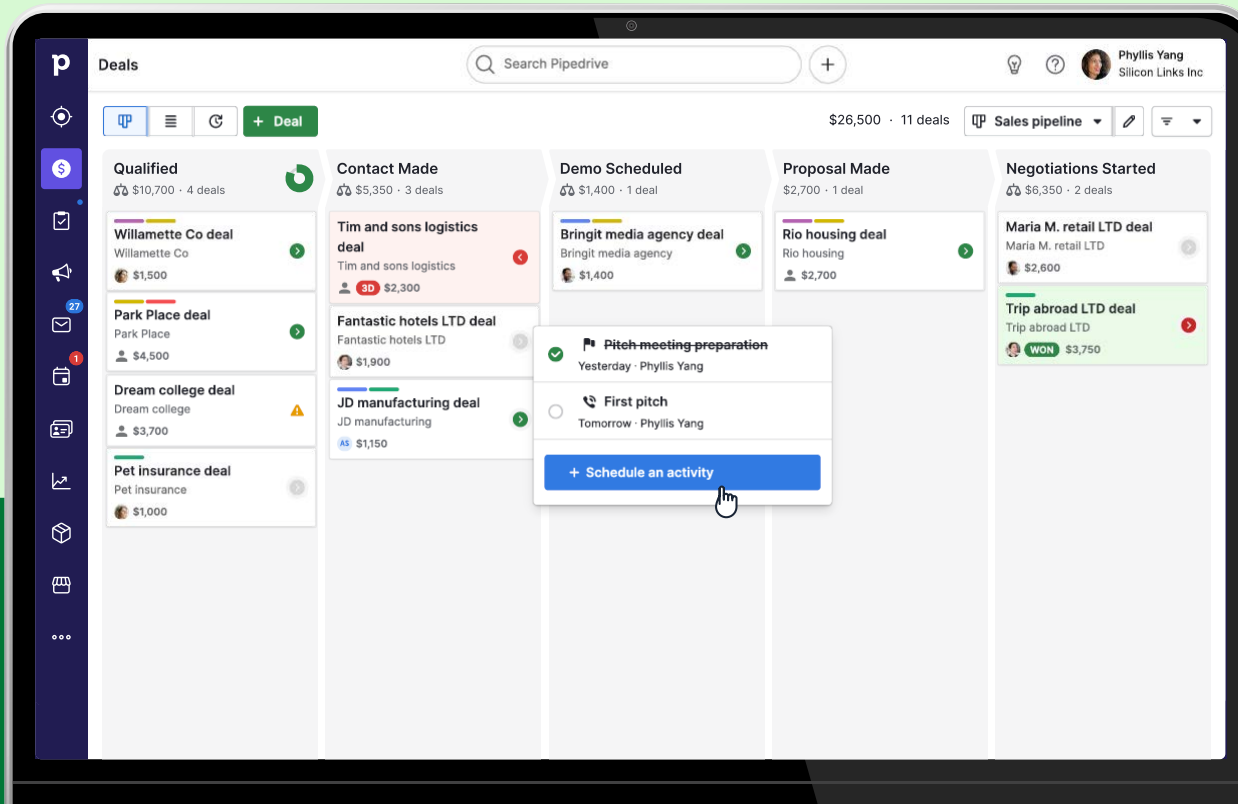 p
Deals
Search Pipedrive
Phyllis Yang
Silicon Links Inc
27
1
+ Deal
$26,500 · 11 deals
Sales pipeline
Qualified
$10,700 · 4 deals
Willamette Co deal
Willamette Co
$1,500
Park Place deal
Park Place
$4,500
Dream college deal
Dream college
$3,700
Pet insurance deal
Pet insurance
$1,000
Contact Made
$5,350 · 3 deals
Tim and sons logistics
deal
Tim and sons logistics
3D $2,300
Fantastic hotels LTD deal
Fantastic hotels LTD
$1,900
JD manufacturing deal
JD manufacturing
AS $1,150
Demo Scheduled
$1,400 · 1 deal
Bringit media agency deal
Bringit media agency
$1,400
Pitch meeting preparation
Yesterday · Phyllis Yang
First pitch
Tomorrow · Phyllis Yang
+ Schedule an activity
Proposal Made
$2,700 · 1 deal
Rio housing deal
Rio housing
$2,700
Negotiations Started
$6,350 · 2 deals
Maria M. retail LTD deal
Maria M. retail LTD
$2,600
Trip abroad LTD deal
Trip abroad LTD
WON $3,750